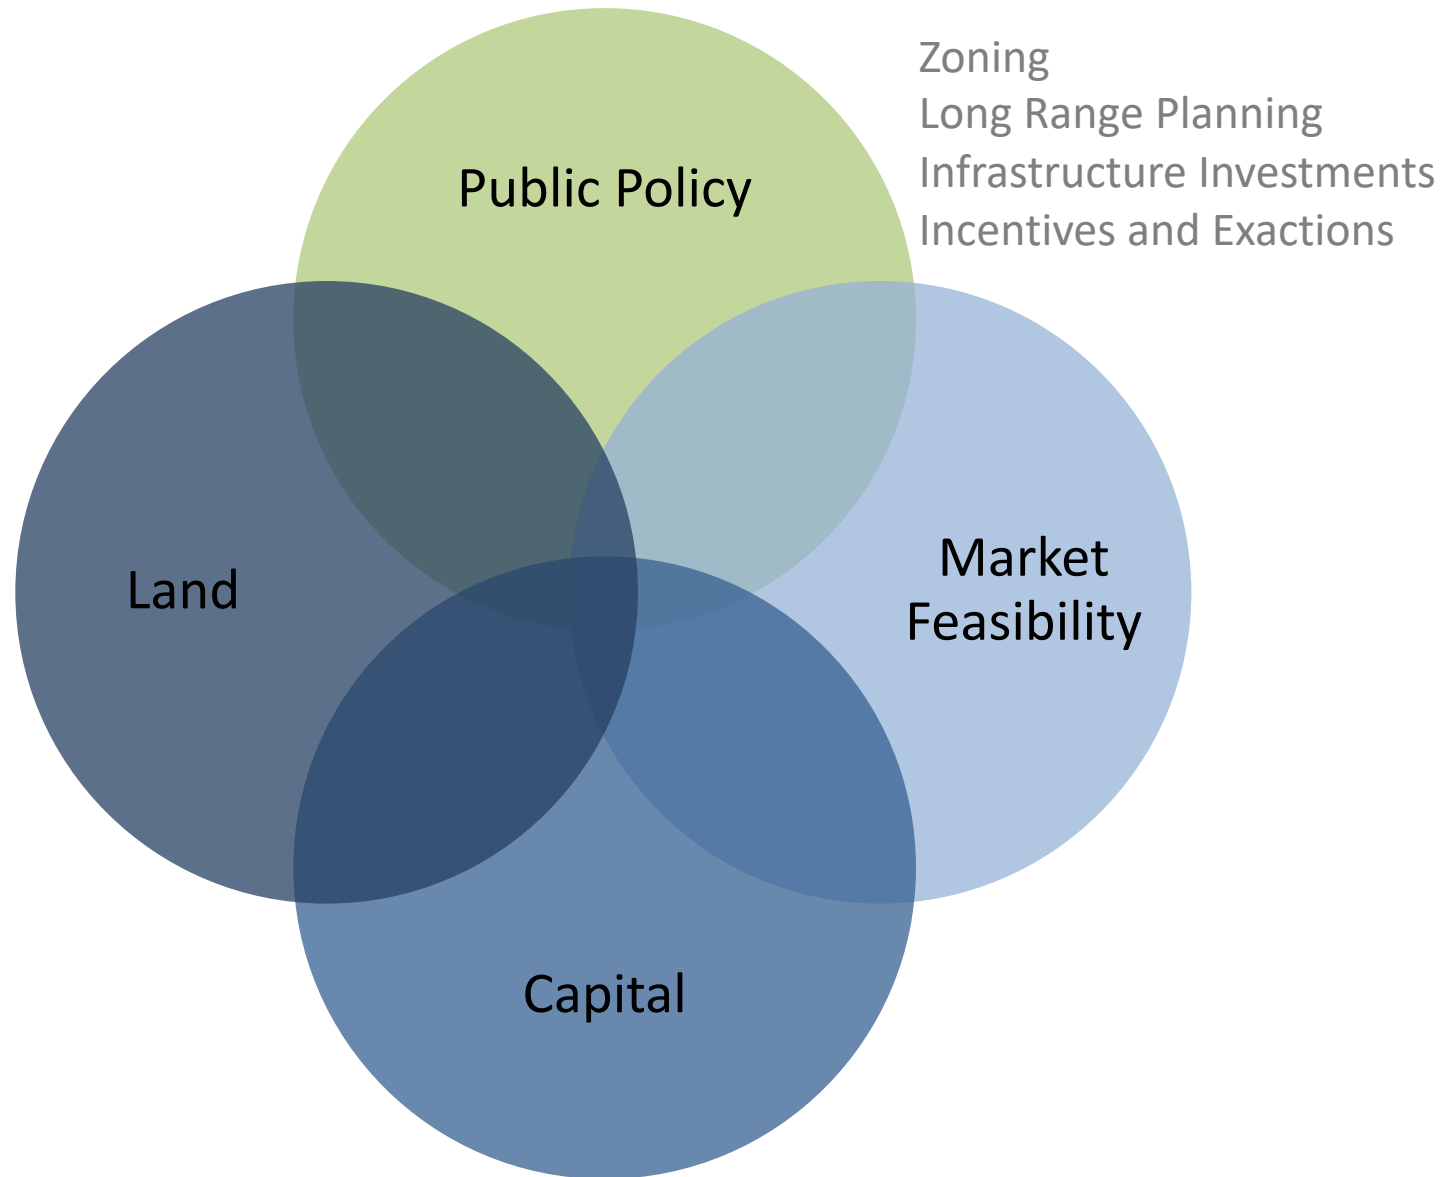 Zoning
Long Range Planning
Public Policy
Infrastructure Investments
Incentives and Exactions
Land
Market
Feasibility
Capital